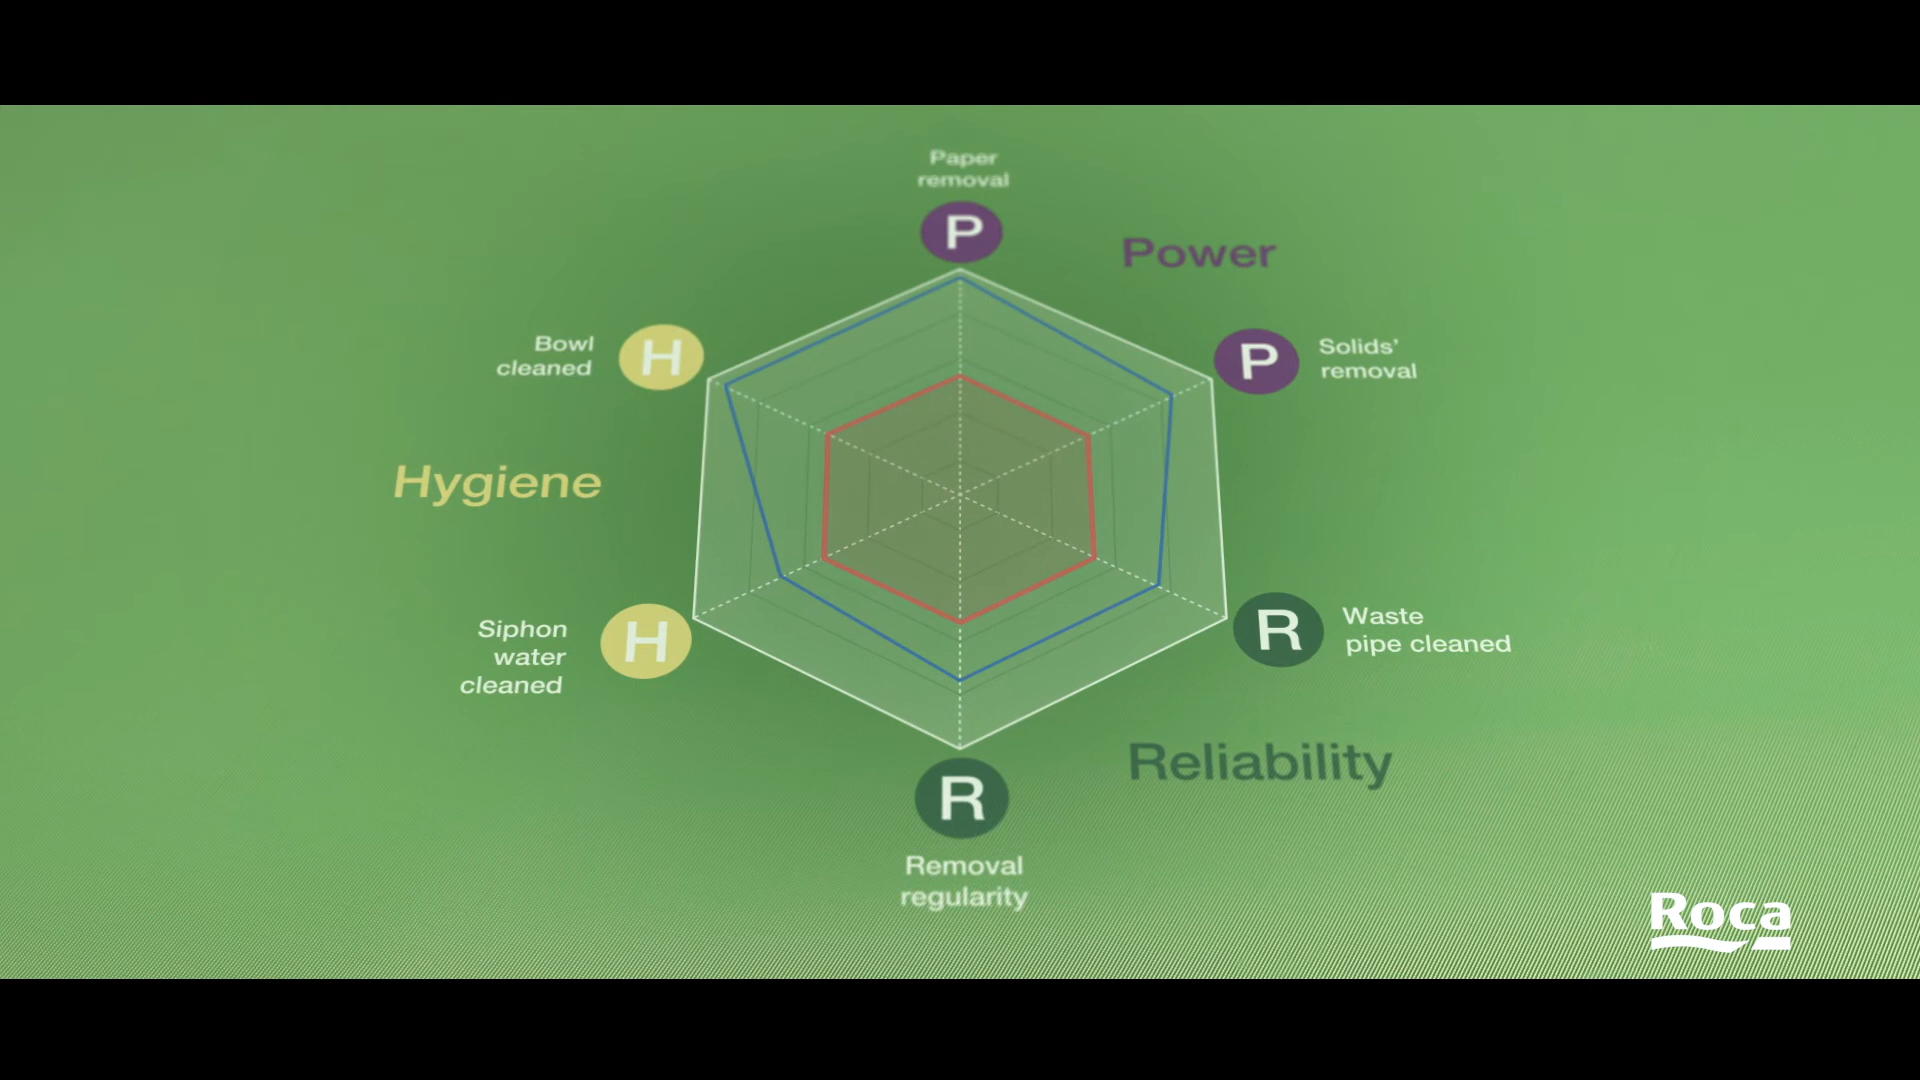 Paper
removal
P
Power
Bowl
cleaned
H
P
Solids’
removal
Hygiene
Siphon
water
cleaned
H
R
Waste
pipe cleaned
Reliability
R
Removal
regularity
Roca